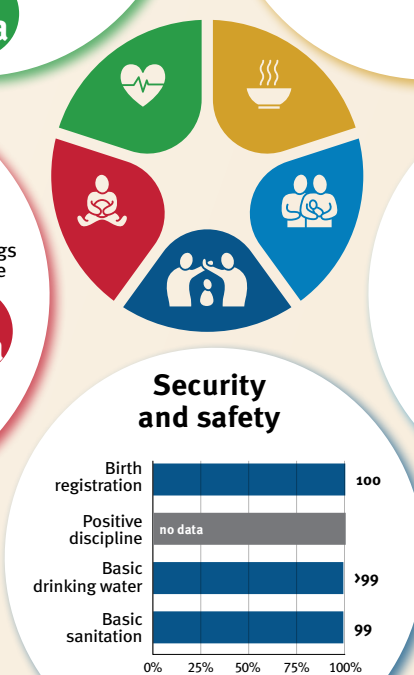 a
gs
e
Security
and safety
Birth
registration
100
Positive
discipline
no data
Basic
drinking water
>99
Basic
sanitation
99
0% 25% 50% 75% 100%